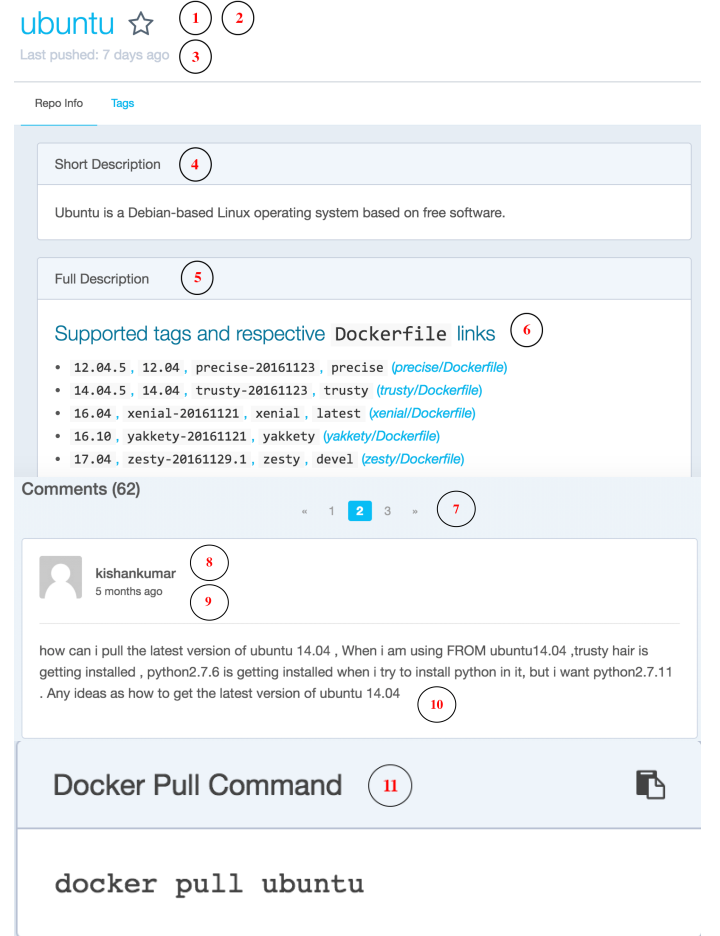 ubuntu 1 2
Last pushed: 7 days ago 3
Repo Info Tags
Short Description 4
Ubuntu is a Debian-based Linux operating system based on free software.
Full Description 5
Supported tags and respective Dockerfile links 6
• 12.04.5 , 12.04 , precise-20161123 , precise (precise/Dockerfile)
• 14.04.5 , 14.04 , trusty-20161123 , trusty (trusty/Dockerfile)
• 16.04 , xenial-20161121 , xenial , latest (xenial/Dockerfile)
• 16.10 , yakkety-20161121 , yakkety (yakkety/Dockerfile)
• 17.04 , zesty-20161129.1 , zesty , devel (zesty/Dockerfile)
Comments (62)
« 1 2 3 » 7
kishankumar 8
5 months ago 9
how can i pull the latest version of ubuntu 14.04 , When i am using FROM ubuntu14.04 ,trusty hair is
getting installed , python2.7.6 is getting installed when i try to install python in it, but i want python2.7.11
. Any ideas as how to get the latest version of ubuntu 14.04 10
Docker Pull Command 11
docker pull ubuntu